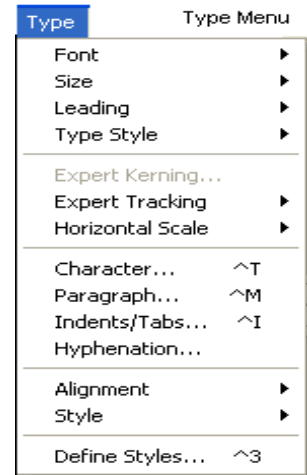 Type Type Menu
Font
Size
Leading
Type Style
Expert Kerning...
Expert Tracking
Horizontal Scale
Character... ^T
Paragraph... ^M
Indents/Tabs... ^I
Hyphenation...
Alignment
Style
Define Styles... ^3